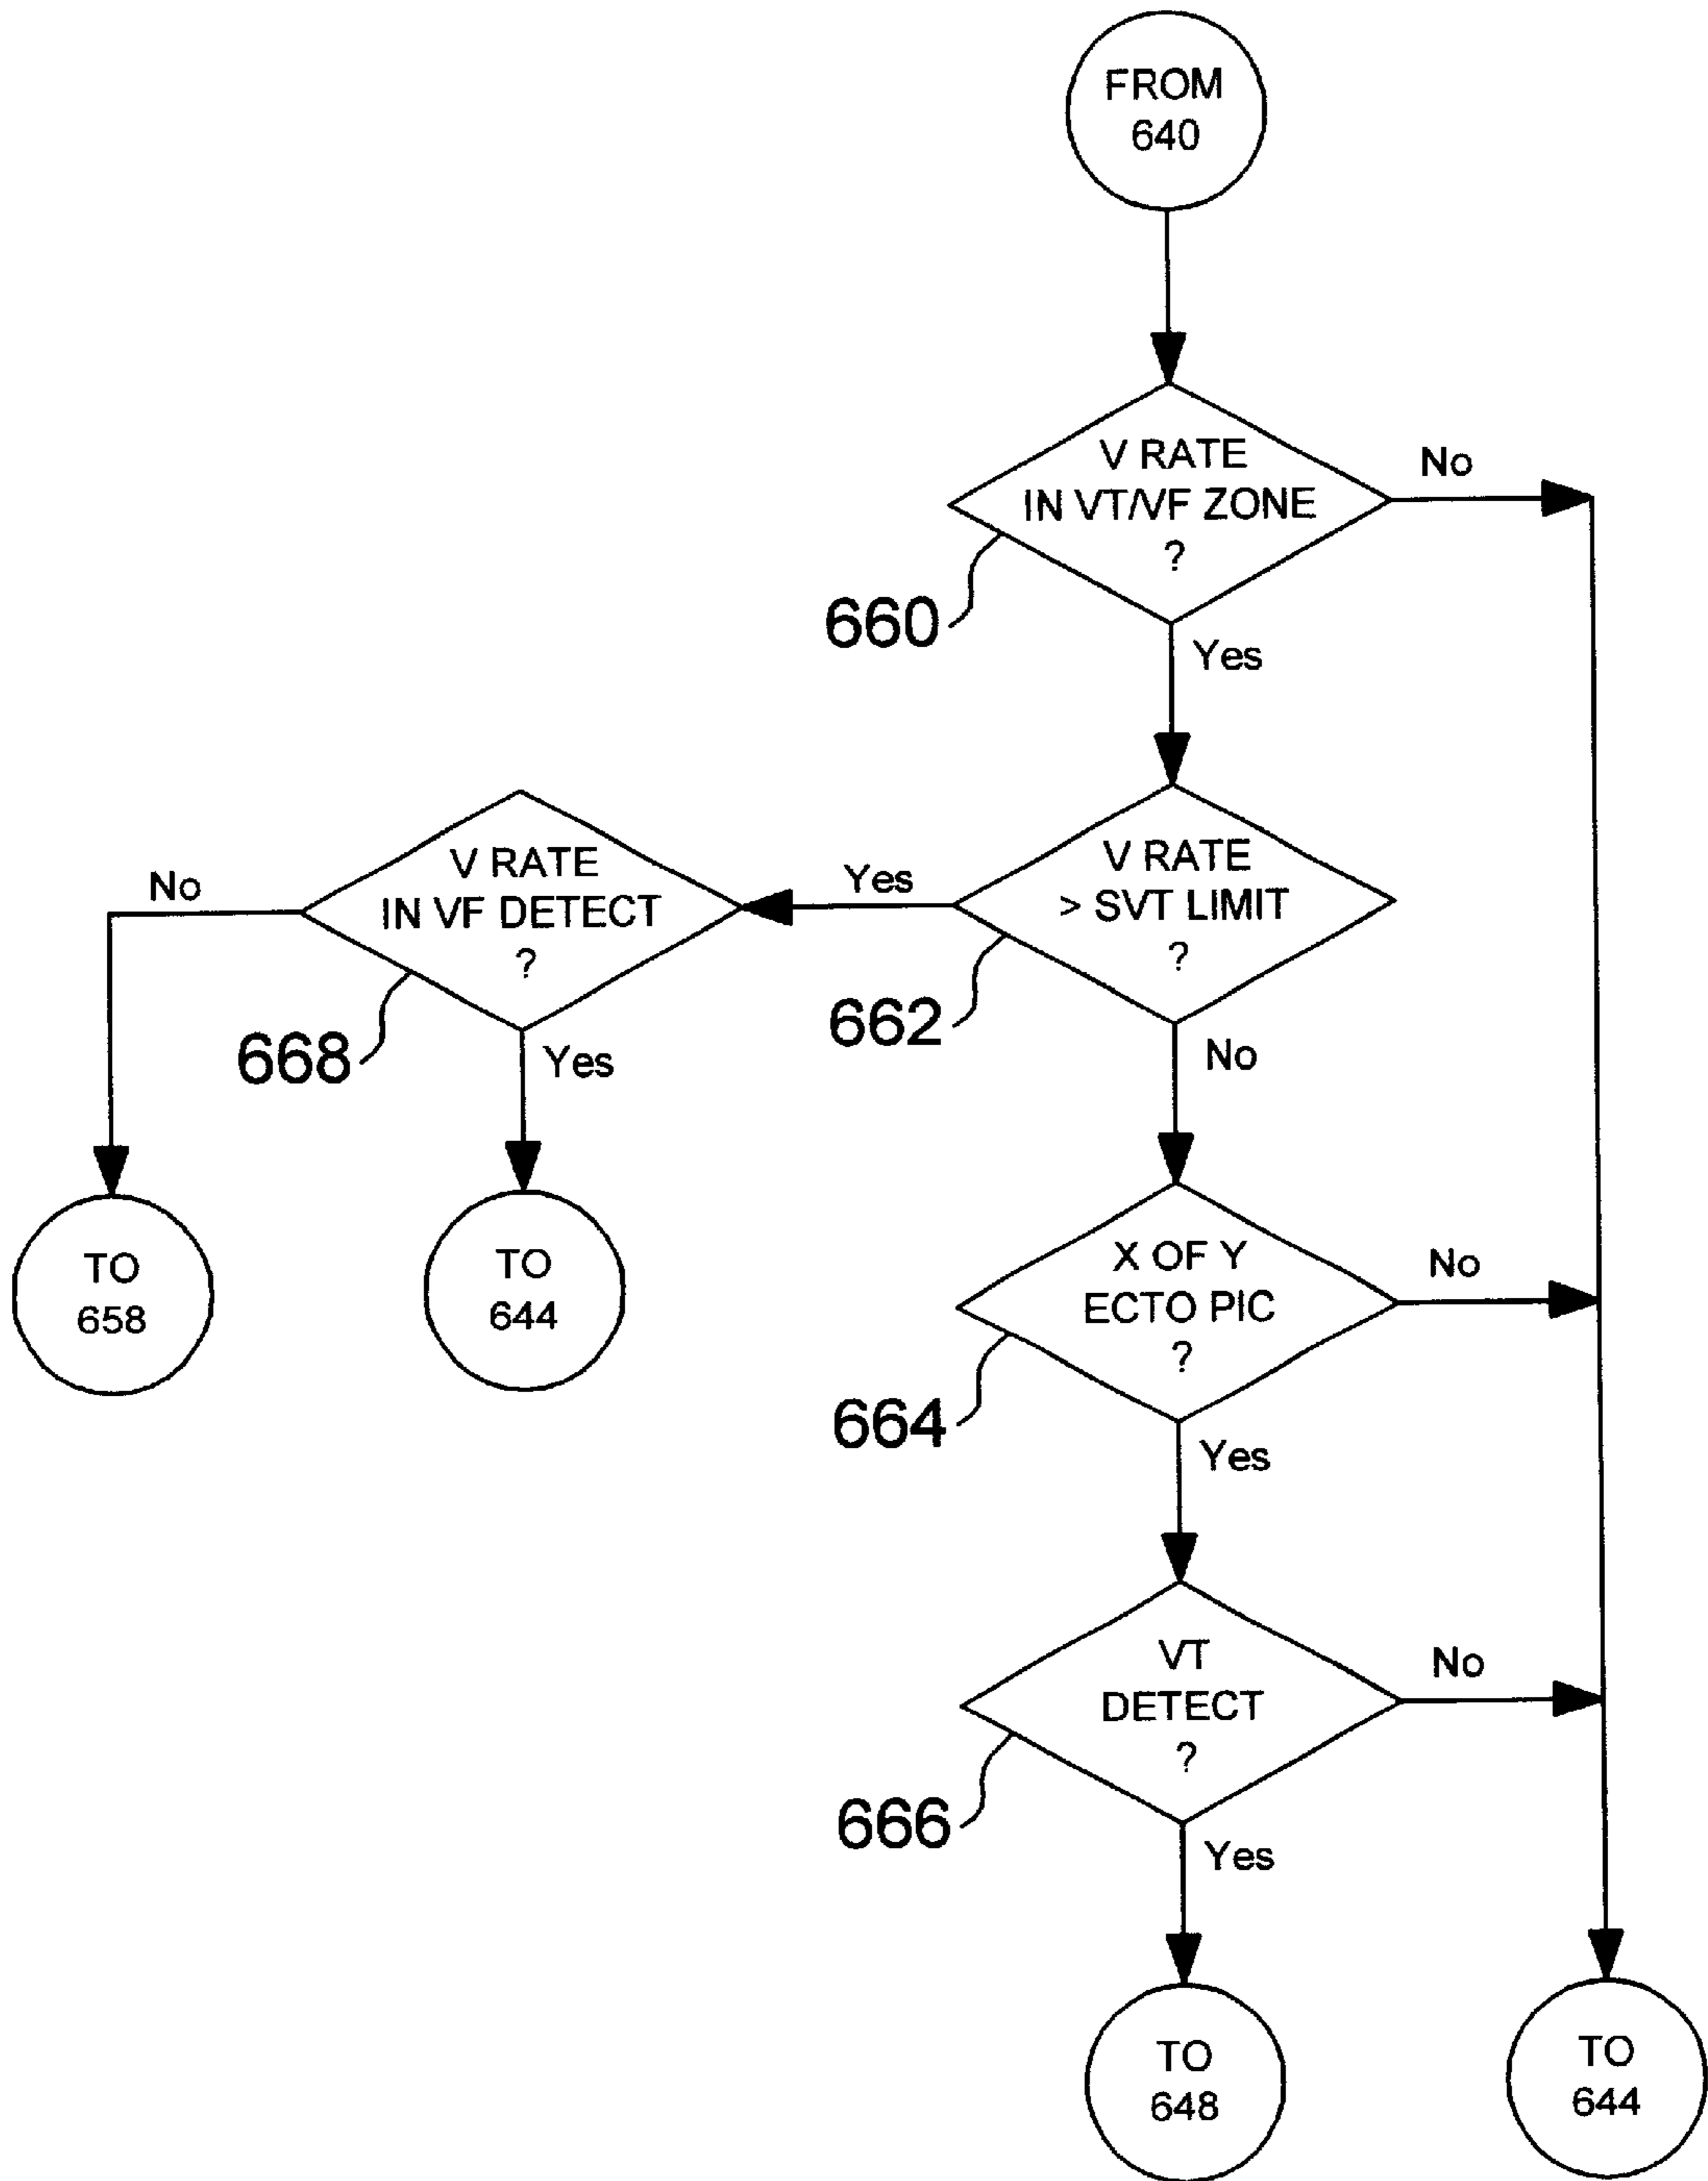 FROM
640
V RATE
IN VT/VF ZONE
?
No
660
Yes
V RATE
IN VF DETECT
?
No
Yes
V RATE
> SVT LIMIT
?
668
Yes
662
No
TO
658
TO
644
X OF Y
ECTO PIC
?
No
664
Yes
VT
DETECT
?
No
666
Yes
TO
648
TO
644